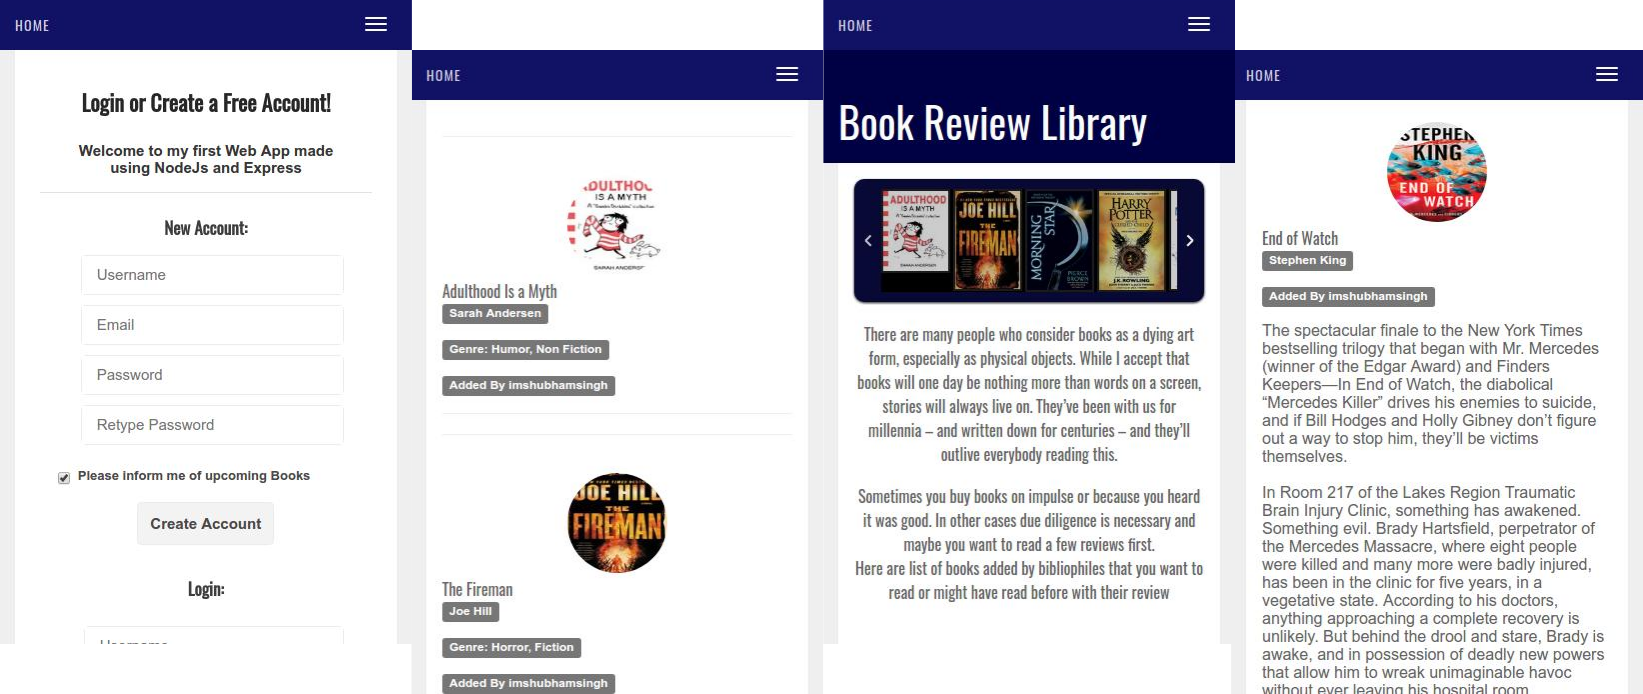 HOME
Login or Create a Free Account!
Welcome to my first Web App made
using NodeJs and Express
New Account:
Username
Email
Password
Retype Password
Please inform me of upcoming Books
Create Account
Login:
Username
HOME
ADULTHOOD
IS A MYTH
SARAH ANDERSEN
Adulthood Is a Myth
Sarah Andersen
Genre: Humor, Non Fiction
Added By imshubhamsingh
JOE HILL
THE
FIREMAN
The Fireman
Joe Hill
Genre: Horror, Fiction
Added By imshubhamsingh
HOME
Book Review Library
ADULTHOOD
IS A MYTH
SARAH ANDERSEN
JOE HILL
THE
FIREMAN
MORNING
STAR
PIERCE
BROWN
HARRY
POTTER
J.K. ROWLING
There are many people who consider books as a dying art
form, especially as physical objects. While I accept that
books will one day be nothing more than words on a screen,
stories will always live on. They’ve been with us for
millennia – and written down for centuries – and they’ll
outlive everybody reading this.
Sometimes you buy books on impulse or because you heard
it was good. In other cases due diligence is necessary and
maybe you want to read a few reviews first.
Here are list of books added by bibliophiles that you want to
read or might have read before with their review
HOME
STEPHEN
KING
END OF
WATCH
End of Watch
Stephen King
Added By imshubhamsingh
The spectacular finale to the New York Times
bestselling trilogy that began with Mr. Mercedes
(winner of the Edgar Award) and Finders
Keepers—In End of Watch, the diabolical
“Mercedes Killer” drives his enemies to suicide,
and if Bill Hodges and Holly Gibney don’t figure
out a way to stop him, they’ll be victims
themselves.
In Room 217 of the Lakes Region Traumatic
Brain Injury Clinic, something has awakened.
Something evil. Brady Hartsfield, perpetrator of
the Mercedes Massacre, where eight people
were killed and many more were badly injured,
has been in the clinic for five years, in a
vegetative state. According to his doctors,
anything approaching a complete recovery is
unlikely. But behind the drool and stare, Brady is
awake, and in possession of deadly new powers
that allow him to wreak unimaginable havoc
without ever leaving his hospital room.